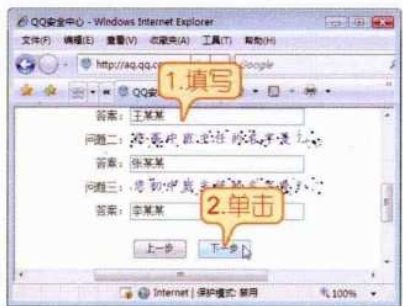 QQ安全中心 - Windows Internet Explorer
文件(F) 编辑(E) 查看(V) 收藏夹(A) 工具(T) 帮助(H)
http://aq.qq.c
Google
1.填写
QQ安
答案: 王某某
问题二:
答案: 张某某
问题三:
答案: 李某某
2.单击
上一步 下一步
Internet | 保护模式: 禁用 100%